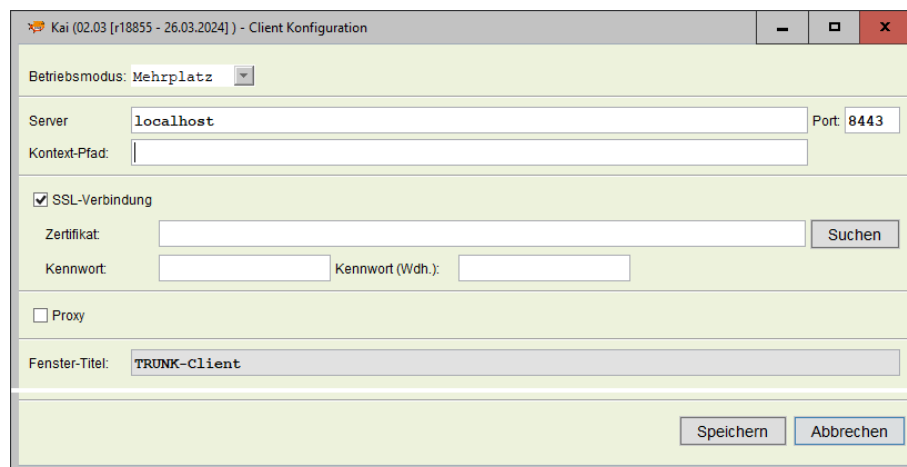 Kai (02.03 [r18855 - 26.03.2024] ) - Client Konfiguration
Betriebsmodus: Mehrplatz
Server localhost Port: 8443
Kontext-Pfad:
SSL-Verbindung
Zertifikat: Suchen
Kennwort: Kennwort (Wdh.):
Proxy
Fenster-Titel: TRUNK-Client
Speichern Abbrechen